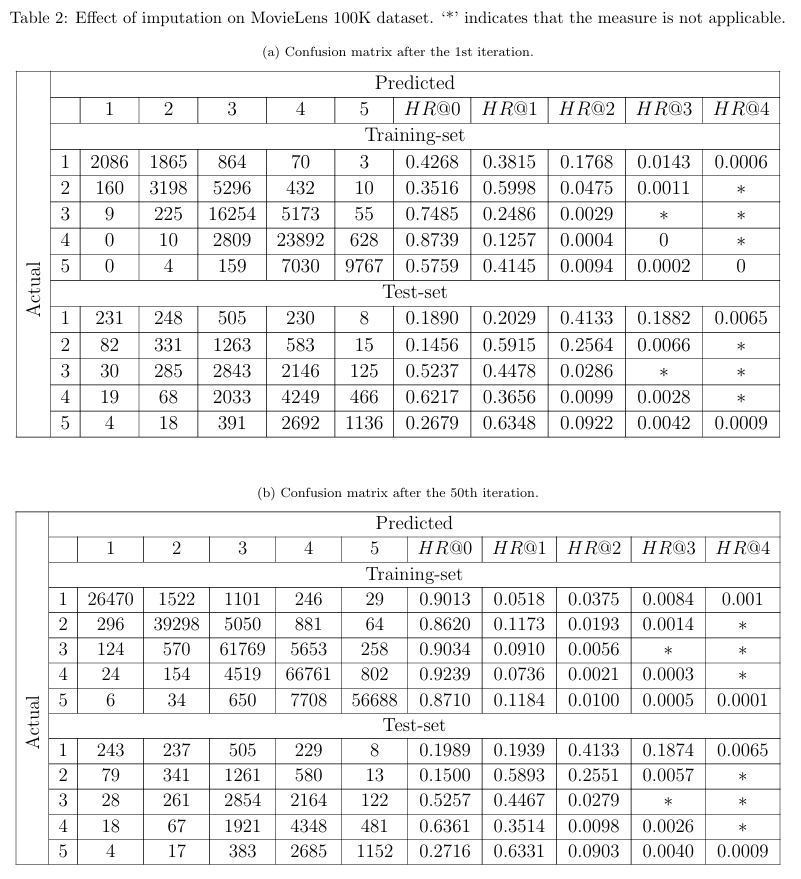 Table 2: Effect of imputation on MovieLens 100K dataset. ‘*’ indicates that the measure is not applicable.
(a) Confusion matrix after the 1st iteration.
Predicted
1 2 3 4 5 HR@0 HR@1 HR@2 HR@3 HR@4
Training-set
Actual
1 2086 1865 864 70 3 0.4268 0.3815 0.1768 0.0143 0.0006
2 160 3198 5296 432 10 0.3516 0.5998 0.0475 0.0011 *
3 9 225 16254 5173 55 0.7485 0.2486 0.0029 * *
4 0 10 2809 23892 628 0.8739 0.1257 0.0004 0 *
5 0 4 159 7030 9767 0.5759 0.4145 0.0094 0.0002 0
Test-set
1 231 248 505 230 8 0.1890 0.2029 0.4133 0.1882 0.0065
2 82 331 1263 583 15 0.1456 0.5915 0.2564 0.0066 *
3 30 285 2843 2146 125 0.5237 0.4478 0.0286 * *
4 19 68 2033 4249 466 0.6217 0.3656 0.0099 0.0028 *
5 4 18 391 2692 1136 0.2679 0.6348 0.0922 0.0042 0.0009
(b) Confusion matrix after the 50th iteration.
Predicted
1 2 3 4 5 HR@0 HR@1 HR@2 HR@3 HR@4
Training-set
Actual
1 26470 1522 1101 246 29 0.9013 0.0518 0.0375 0.0084 0.001
2 296 39298 5050 881 64 0.8620 0.1173 0.0193 0.0014 *
3 124 570 61769 5653 258 0.9034 0.0910 0.0056 * *
4 24 154 4519 66761 802 0.9239 0.0736 0.0021 0.0003 *
5 6 34 650 7708 56688 0.8710 0.1184 0.0100 0.0005 0.0001
Test-set
1 243 237 505 229 8 0.1989 0.1939 0.4133 0.1874 0.0065
2 79 341 1261 580 13 0.1500 0.5893 0.2551 0.0057 *
3 28 261 2854 2164 122 0.5257 0.4467 0.0279 * *
4 18 67 1921 4348 481 0.6361 0.3514 0.0098 0.0026 *
5 4 17 383 2685 1152 0.2716 0.6331 0.0903 0.0040 0.0009